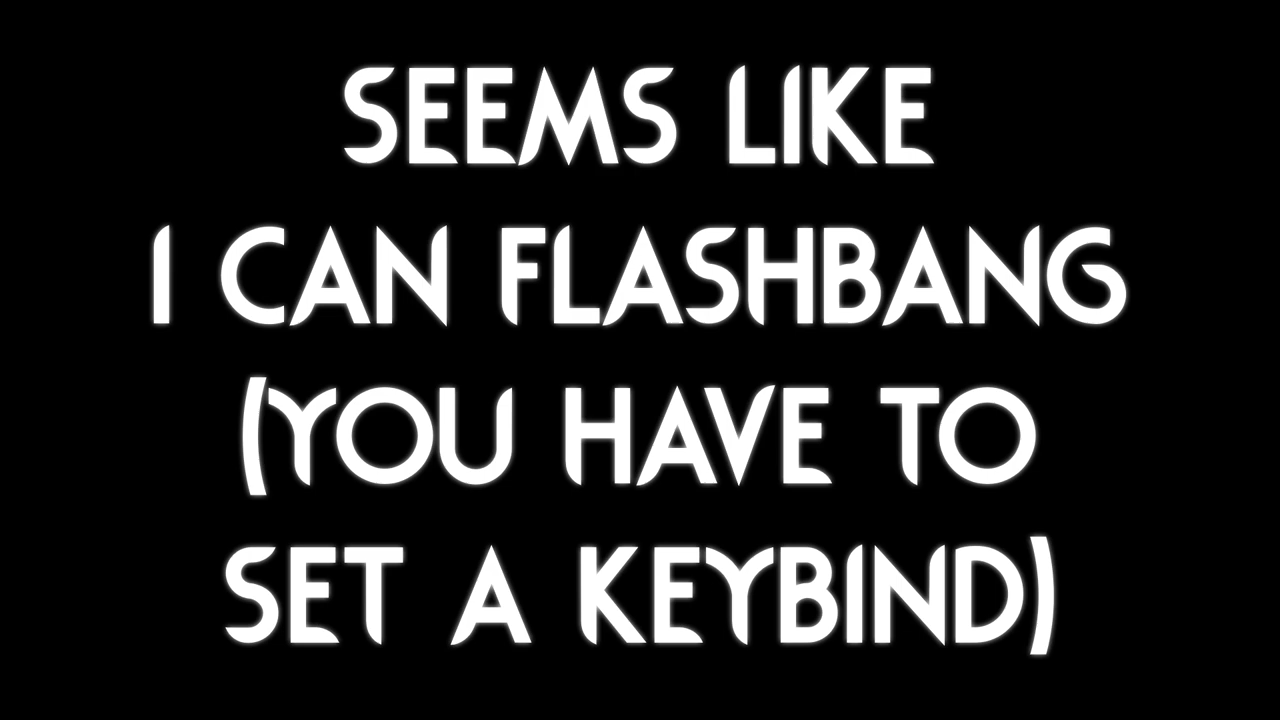 SEEMS LIKE
I CAN FLASHBANG
(YOU HAVE TO
SET A KEYBIND)